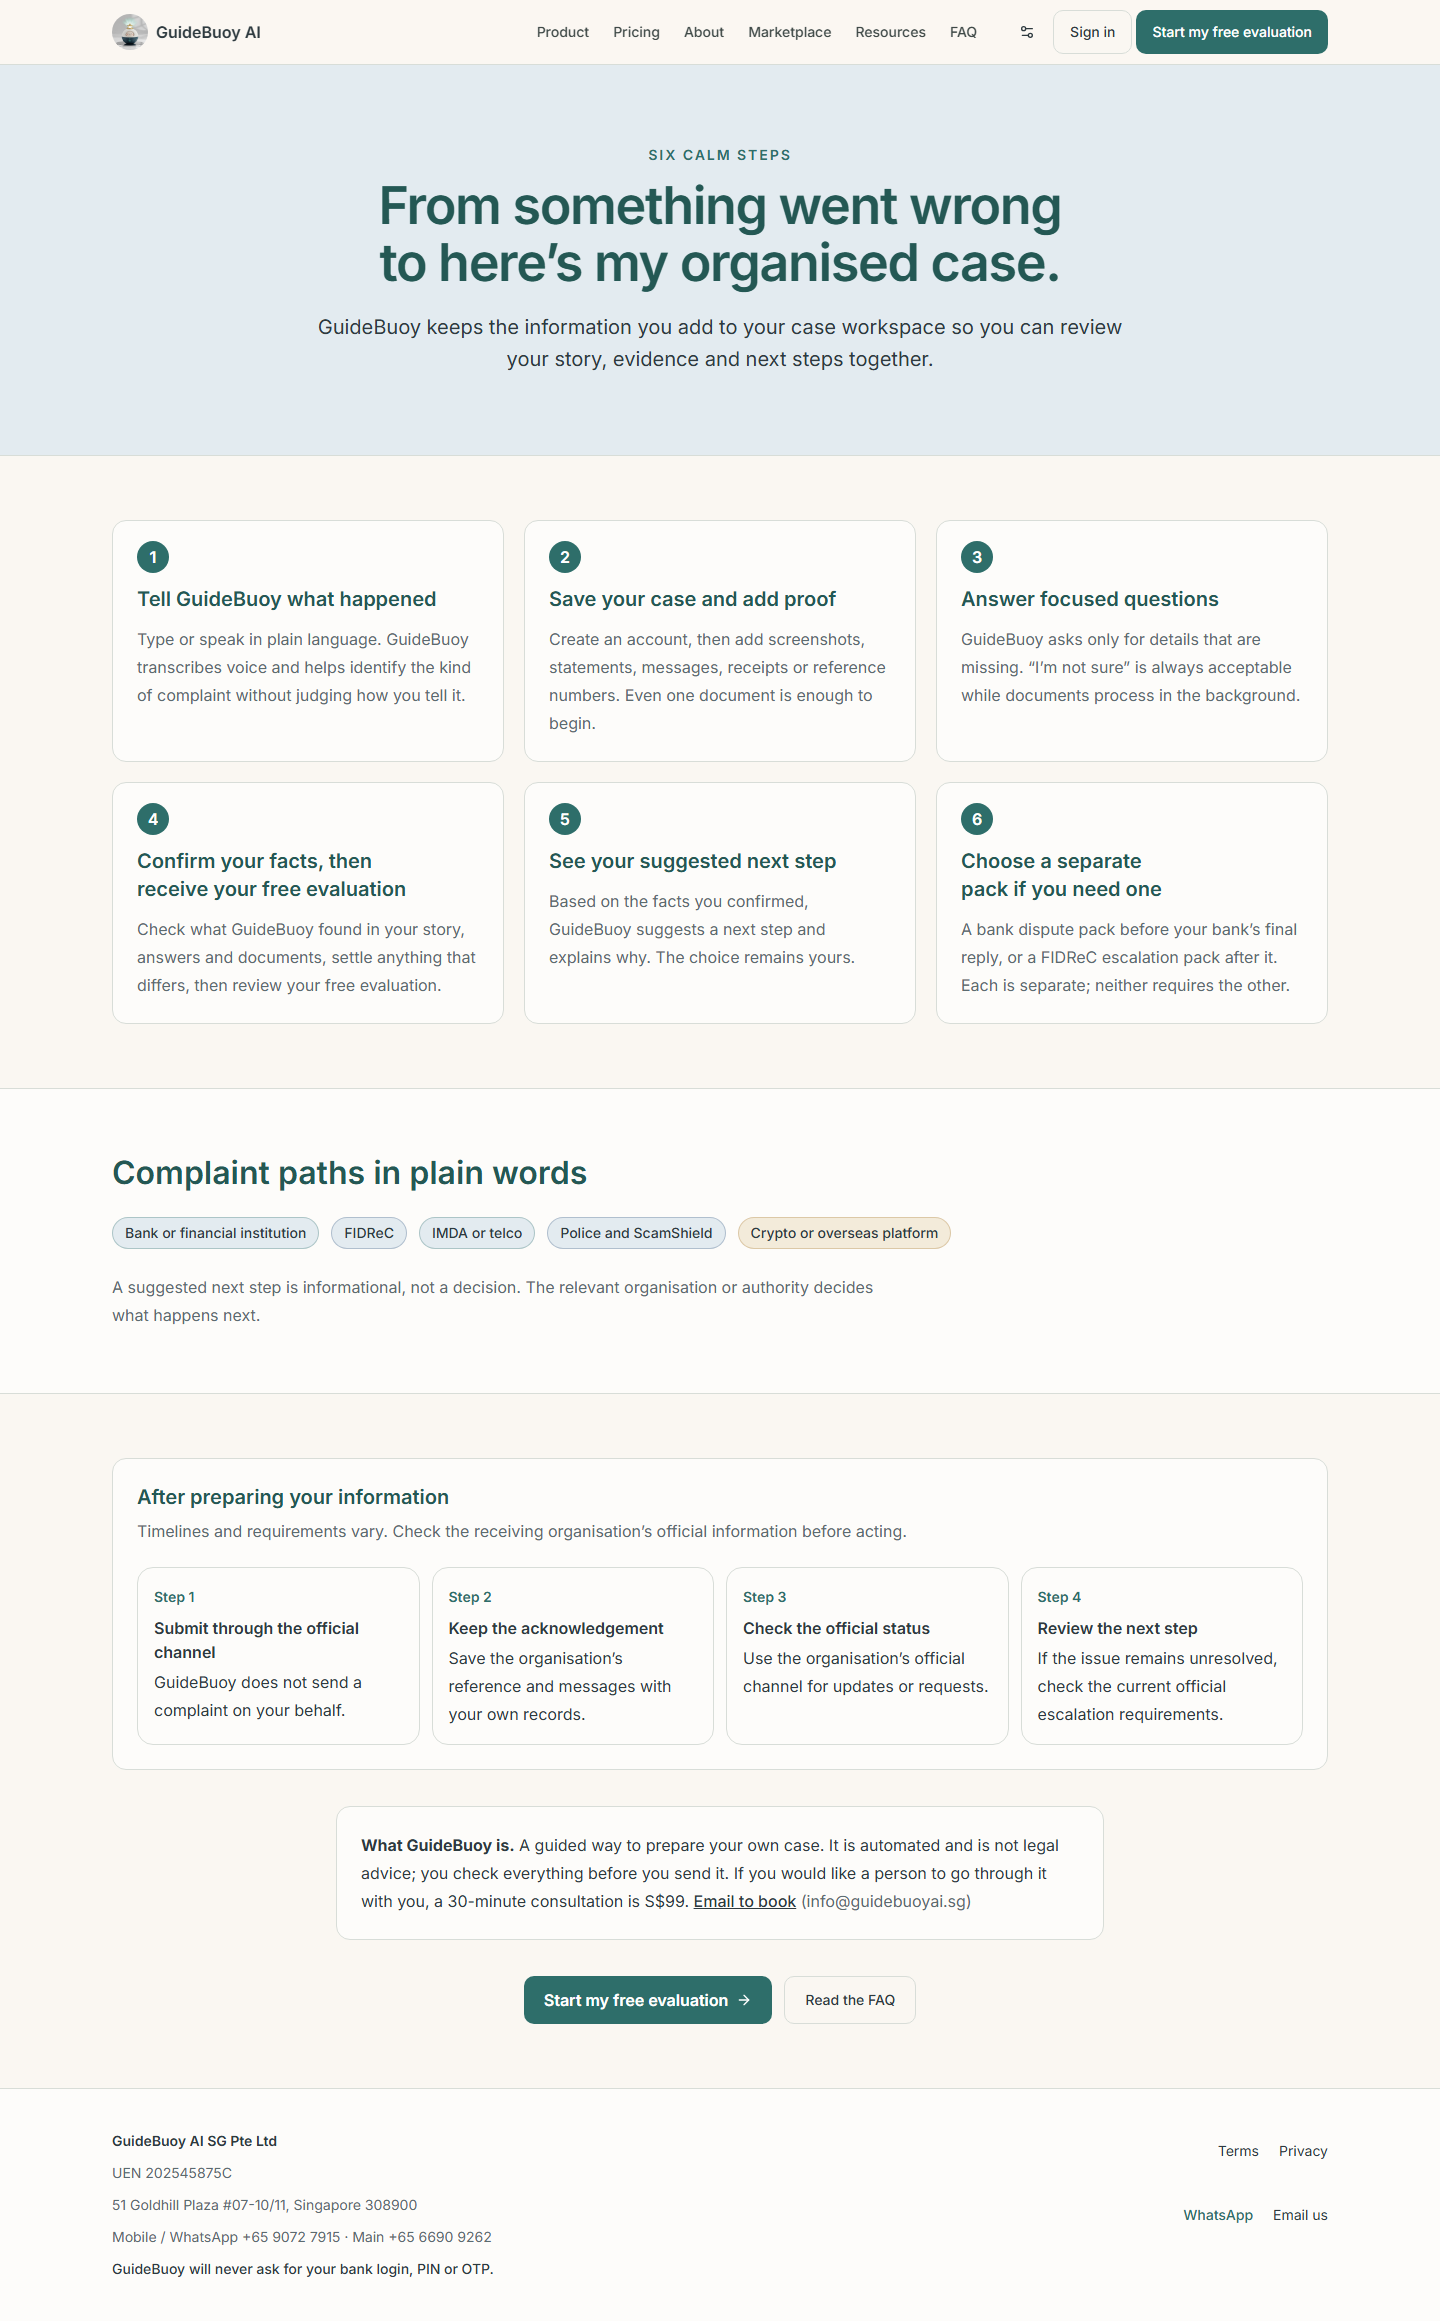 GuideBuoy AI
Product
Pricing
About
Marketplace
Resources
FAQ
Sign in
Start my free evaluation
SIX CALM STEPS
From something went wrong
to here’s my organised case.
GuideBuoy keeps the information you add to your case workspace so you can review
your story, evidence and next steps together.
1
Tell GuideBuoy what happened
Type or speak in plain language. GuideBuoy
transcribes voice and helps identify the kind
of complaint without judging how you tell it.
2
Save your case and add proof
Create an account, then add screenshots,
statements, messages, receipts or reference
numbers. Even one document is enough to
begin.
3
Answer focused questions
GuideBuoy asks only for details that are
missing. “I’m not sure” is always acceptable
while documents process in the background.
4
Confirm your facts, then
receive your free evaluation
Check what GuideBuoy found in your story,
answers and documents, settle anything that
differs, then review your free evaluation.
5
See your suggested next step
Based on the facts you confirmed,
GuideBuoy suggests a next step and
explains why. The choice remains yours.
6
Choose a separate
pack if you need one
A bank dispute pack before your bank’s final
reply, or a FIDReC escalation pack after it.
Each is separate; neither requires the other.
Complaint paths in plain words
Bank or financial institution
FIDReC
IMDA or telco
Police and ScamShield
Crypto or overseas platform
A suggested next step is informational, not a decision. The relevant organisation or authority decides
what happens next.
After preparing your information
Timelines and requirements vary. Check the receiving organisation’s official information before acting.
Step 1
Submit through the official
channel
GuideBuoy does not send a
complaint on your behalf.
Step 2
Keep the acknowledgement
Save the organisation’s
reference and messages with
your own records.
Step 3
Check the official status
Use the organisation’s official
channel for updates or requests.
Step 4
Review the next step
If the issue remains unresolved,
check the current official
escalation requirements.
What GuideBuoy is. A guided way to prepare your own case. It is automated and is not legal
advice; you check everything before you send it. If you would like a person to go through it
with you, a 30-minute consultation is S$99. Email to book (info@guidebuoyai.sg)
Start my free evaluation →
Read the FAQ
GuideBuoy AI SG Pte Ltd
UEN 202545875C
51 Goldhill Plaza #07-10/11, Singapore 308900
Mobile / WhatsApp +65 9072 7915 · Main +65 6690 9262
GuideBuoy will never ask for your bank login, PIN or OTP.
Terms
Privacy
WhatsApp
Email us